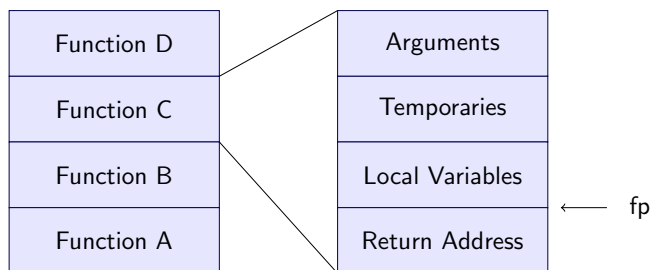 Function D
Function C
Function B
Function A
Arguments
Temporaries
Local Variables
Return Address
fp